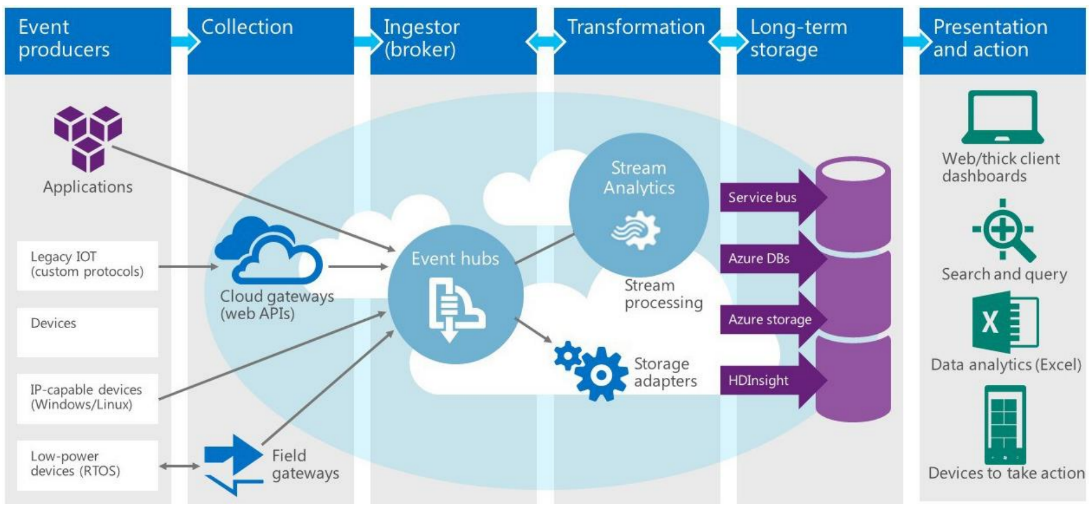 Event
producers
Collection
Ingestor
(broker)
Transformation
Long-term
storage
Presentation
and action
Applications
Legacy IOT
(custom protocols)
Devices
IP-capable devices
(Windows/Linux)
Low-power
devices (RTOS)
Cloud gateways
(web APIs)
Field
gateways
Event hubs
Stream
Analytics
Stream
processing
Storage
adapters
Service bus
Azure DBs
Azure storage
HDInsight
Web/thick client
dashboards
Search and query
X
Data analytics (Excel)
Devices to take action